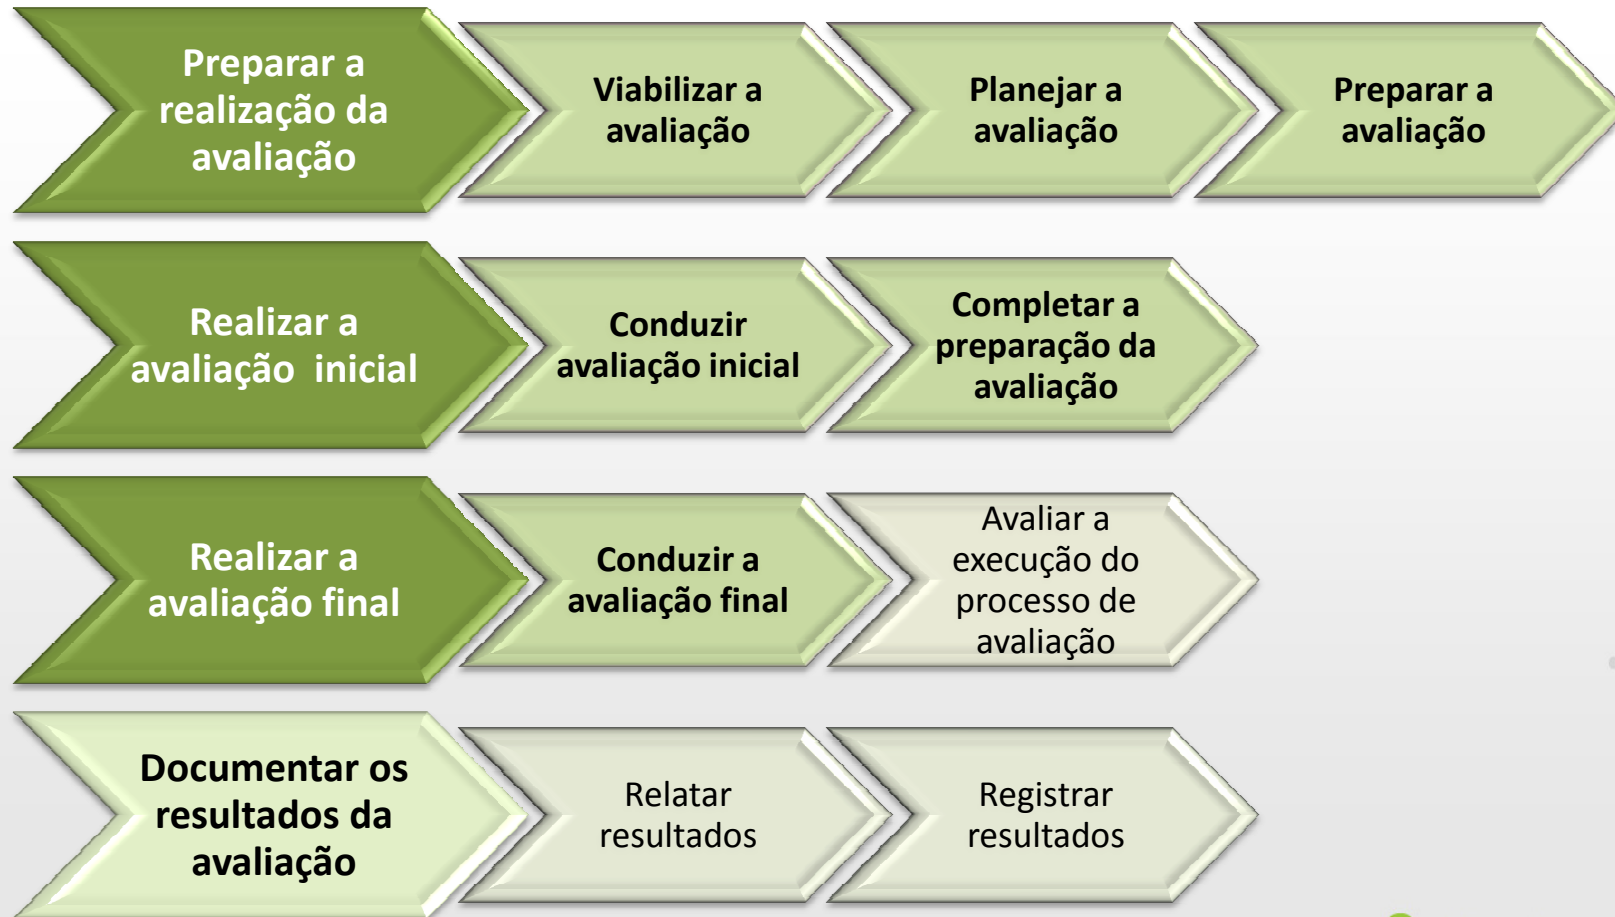 Preparar a
realização da
avaliação
Viabilizar a
avaliação
Planejar a
avaliação
Preparar a
avaliação
Realizar a
avaliação inicial
Conduzir
avaliação inicial
Completar a
preparação da
avaliação
Realizar a
avaliação final
Conduzir a
avaliação final
Avaliar a
execução do
processo de
avaliação
Documentar os
resultados da
avaliação
Relatar
resultados
Registrar
resultados